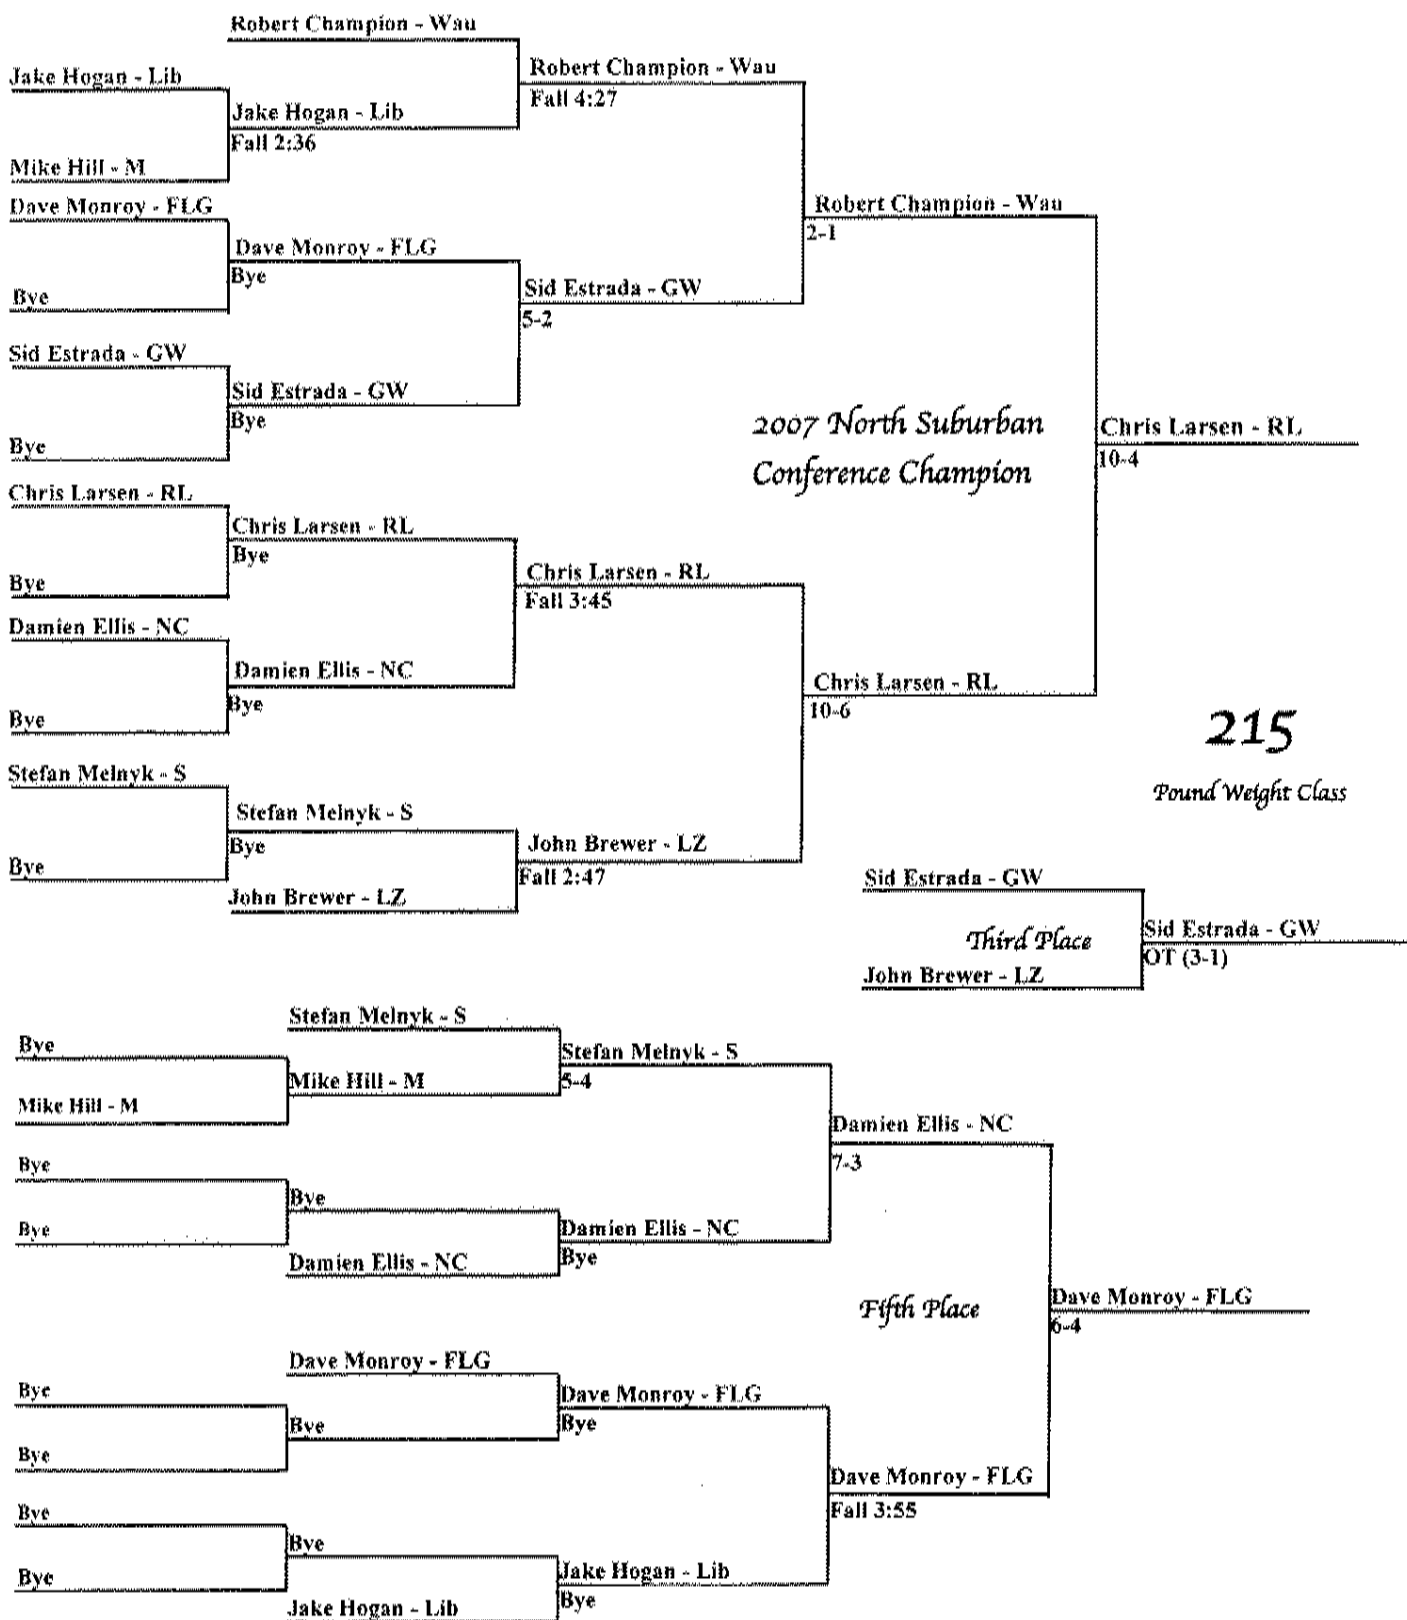 Robert Champion - Wau
Jake Hogan - Lib
Robert Champion - Wau
Fall 4:27
Jake Hogan - Lib
Fall 2:36
Mike Hill - M
Dave Monroy - FLG
Robert Champion - Wau
2-1
Dave Monroy - FLG
Bye
Bye
Sid Estrada - GW
5-2
Sid Estrada - GW
Sid Estrada - GW
Bye
Bye
2007 North Suburban
Conference Champion
Chris Larsen - RL
10-4
Chris Larsen - RL
Chris Larsen - RL
Bye
Bye
Chris Larsen - RL
Fall 3:45
Damien Ellis - NC
Damien Ellis - NC
Bye
Bye
Chris Larsen - RL
10-6
215
Pound Weight Class
Stefan Melnyk - S
Stefan Melnyk - S
Bye
Bye
John Brewer - LZ
Fall 2:47
John Brewer - LZ
Sid Estrada - GW
Third Place
Sid Estrada - GW
OT (3-1)
John Brewer - LZ
Stefan Melnyk - S
Bye
Stefan Melnyk - S
5-4
Mike Hill - M
Mike Hill - M
Damien Ellis - NC
7-3
Bye
Bye
Bye
Damien Ellis - NC
Bye
Damien Ellis - NC
Fifth Place
Dave Monroy - FLG
6-4
Dave Monroy - FLG
Bye
Dave Monroy - FLG
Bye
Bye
Bye
Dave Monroy - FLG
Fall 3:55
Bye
Bye
Bye
Jake Hogan - Lib
Bye
Jake Hogan - Lib